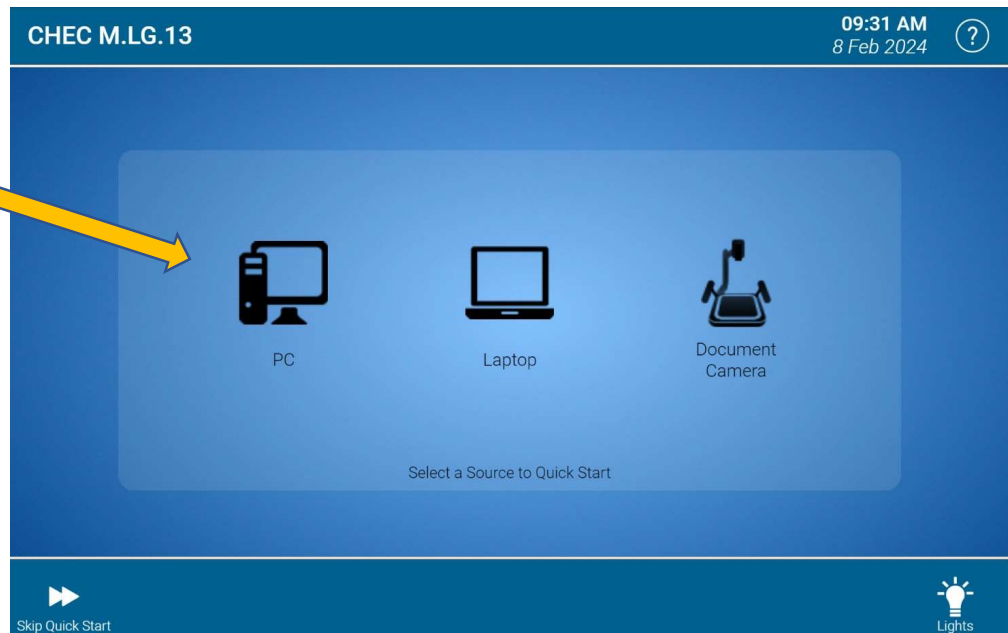 CHEC M.LG.13
09:31 AM
8 Feb 2024
?
PC
Laptop
Document
Camera
Select a Source to Quick Start
Skip Quick Start
Lights